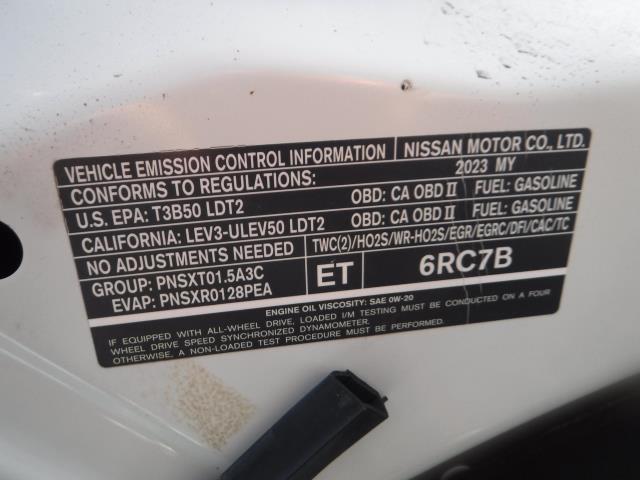 VEHICLE EMISSION CONTROL INFORMATION NISSAN MOTOR CO., LTD.
CONFORMS TO REGULATIONS: 2023 MY
U.S. EPA: T3B50 LDT2 OBD: CA OBD II FUEL: GASOLINE
CALIFORNIA: LEV3-ULEV50 LDT2 OBD: CA OBD II FUEL: GASOLINE
NO ADJUSTMENTS NEEDED TWC(2)/HO2S/WR-HO2S/EGR/EGRC/DFI/CAC/TC
GROUP: PNSXT01.5A3C
EVAP: PNSXR0128PEA
ET 6RC7B
ENGINE OIL VISCOSITY: SAE 0W-20
IF EQUIPPED WITH ALL-WHEEL DRIVE, LOADED I/M TESTING MUST BE CONDUCTED ON A FOUR
WHEEL DRIVE SPEED SYNCHRONIZED DYNAMOMETER.
OTHERWISE, A NON-LOADED TEST PROCEDURE MUST BE PERFORMED.